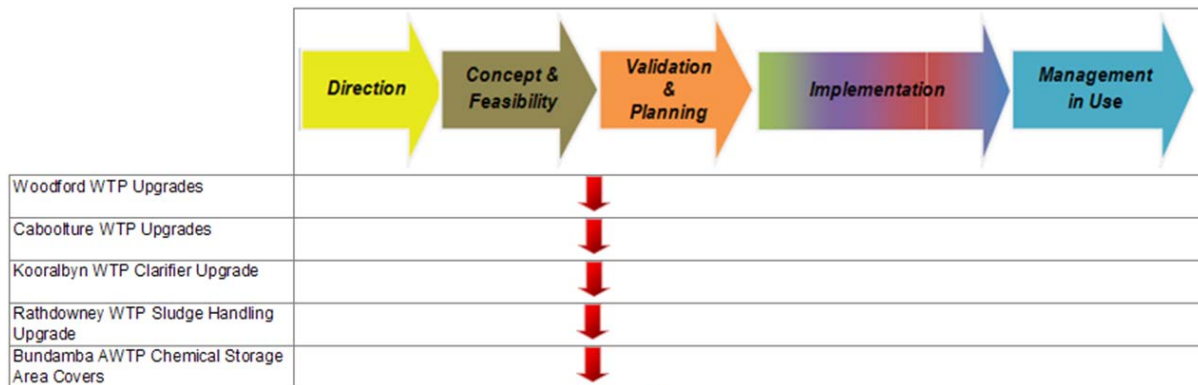 Direction
Concept &
Feasibility
Validation
&
Planning
Implementation
Management
in Use
Woodford WTP Upgrades
Caboolture WTP Upgrades
Kooralbyn WTP Clarifier Upgrade
Rathdowney WTP Sludge Handling
Upgrade
Bundamba AWTP Chemical Storage
Area Covers